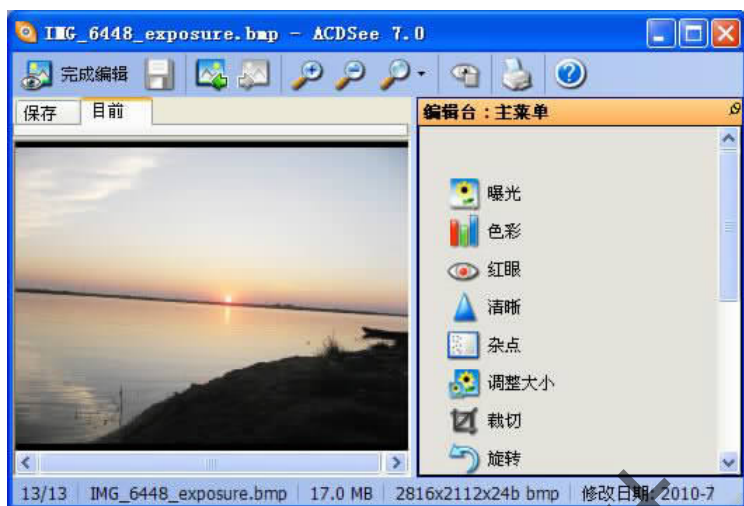 IMG_6448_exposure.bmp - ACDSee 7.0
完成编辑
保存 目前
编辑台：主菜单
曝光
色彩
红眼
清晰
杂点
调整大小
裁切
旋转
13/13 IMG_6448_exposure.bmp 17.0 MB 2816x2112x24b bmp 修改日期: 2010-7